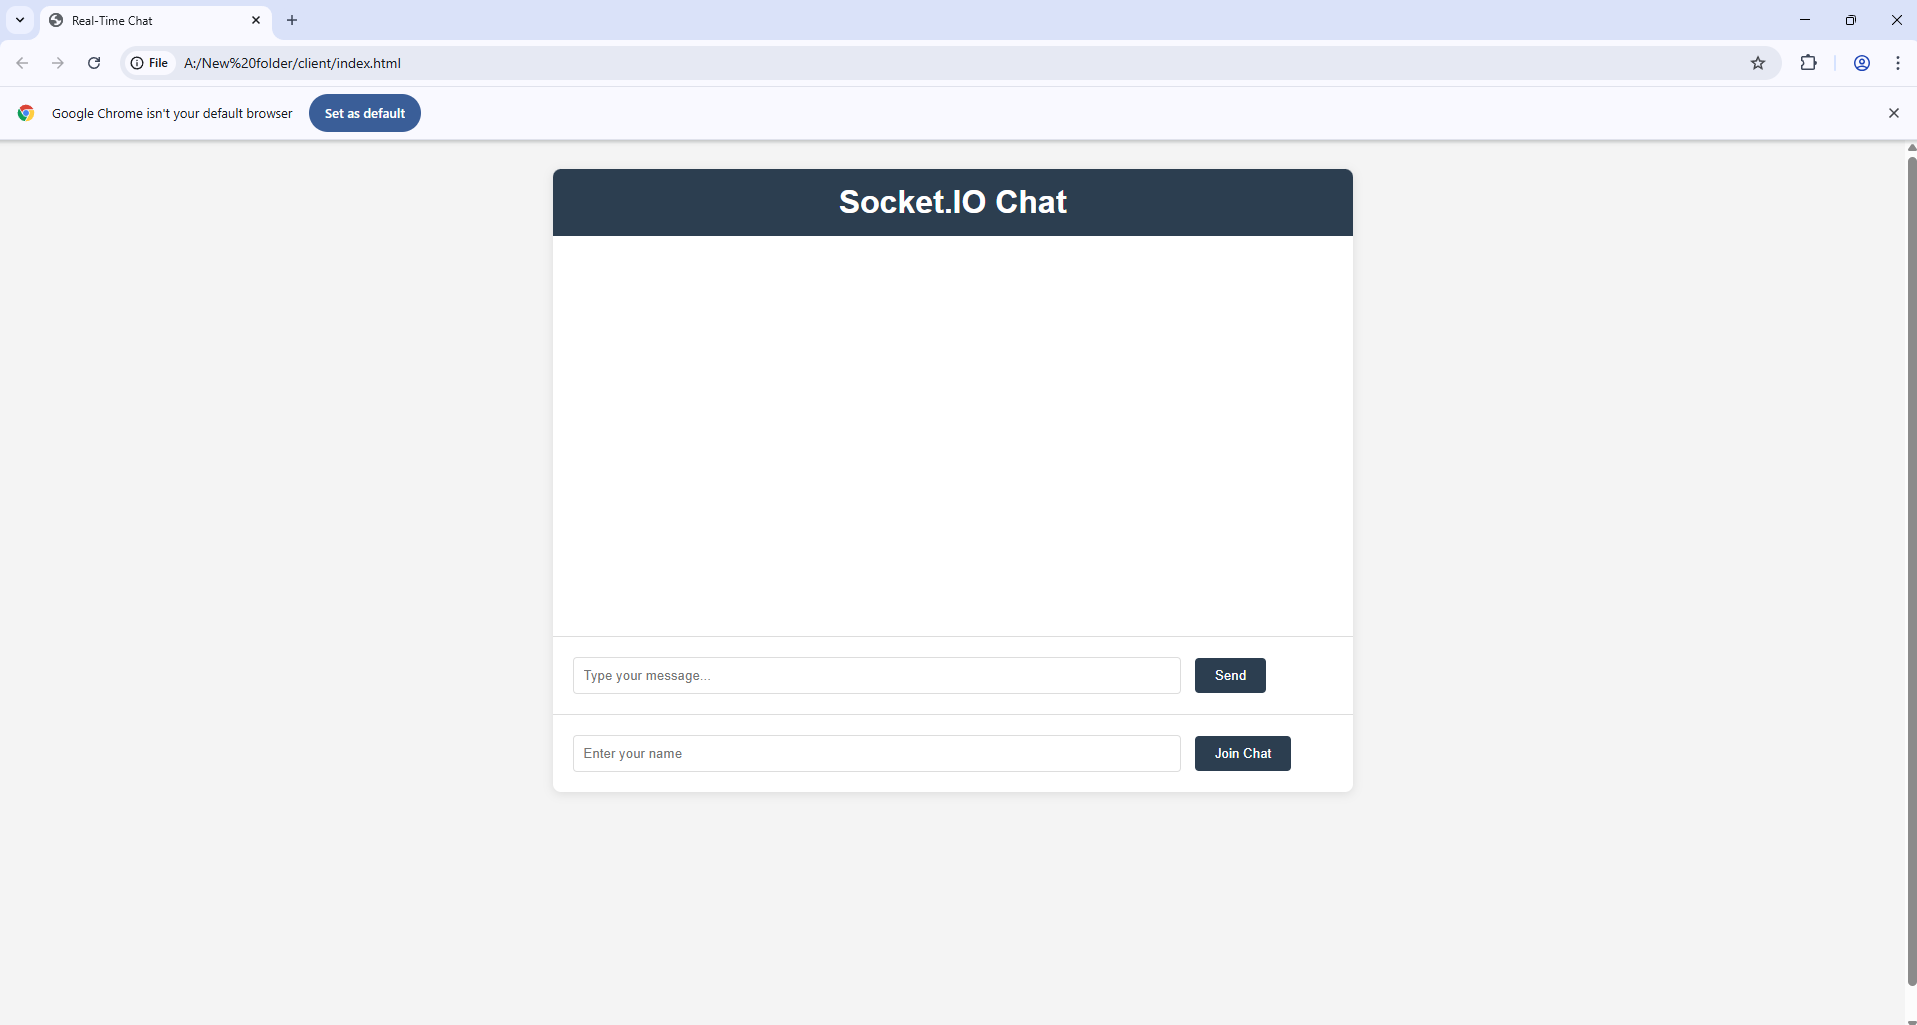 Real-Time Chat
File A:/New%20folder/client/index.html
Google Chrome isn't your default browser Set as default
Socket.IO Chat
Type your message... Send
Enter your name Join Chat